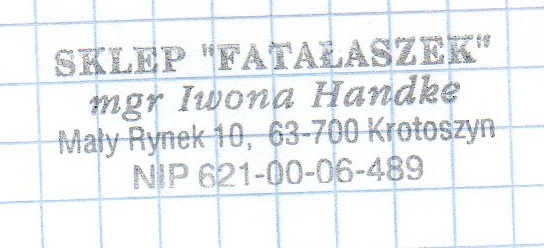 SKLEP "FATAŁASZEK"
mgr Iwona Handke
Mały Rynek 10, 63-700 Krotoszyn
NIP 621-00-06-489